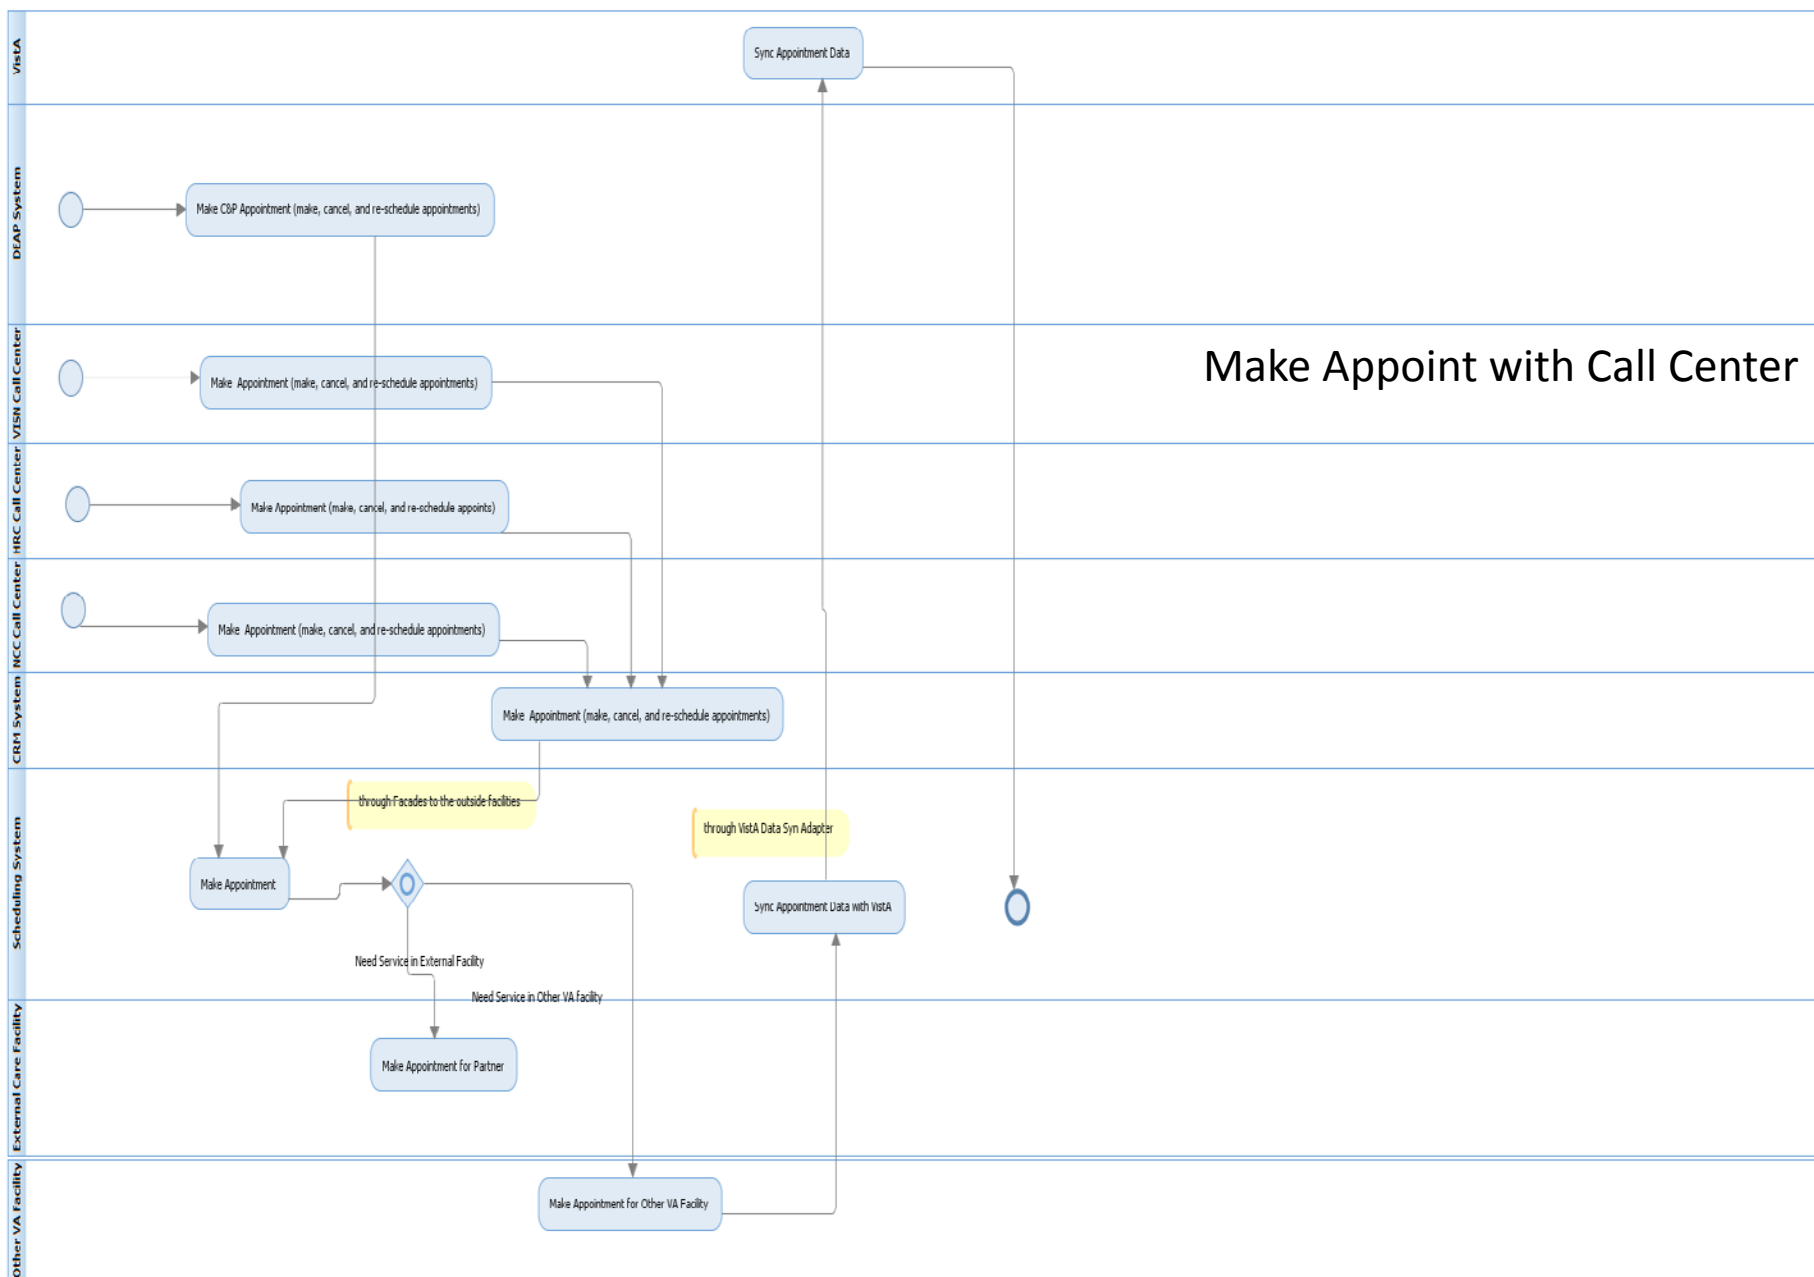 VistA
Sync Appointment Data
DEAP System
Make C&P Appointment (make, cancel, and re-schedule appointments)
VISN Call Center
Make Appointment (make, cancel, and re-schedule appointments)
Make Appoint with Call Center
HRC Call Center
Make Appointment (make, cancel, and re-schedule appoints)
NCC Call Center
Make Appointment (make, cancel, and re-schedule appointments)
CRM System
Make Appointment (make, cancel, and re-schedule appointments)
Scheduling System
through Facades to the outside facilities
through VistA Data Syn Adapter
Make Appointment
Sync Appointment Data with VistA
Need Service in External Facility
Need Service in Other VA facility
External Care Facility
Make Appointment for Partner
Other VA Facility
Make Appointment for Other VA Facility